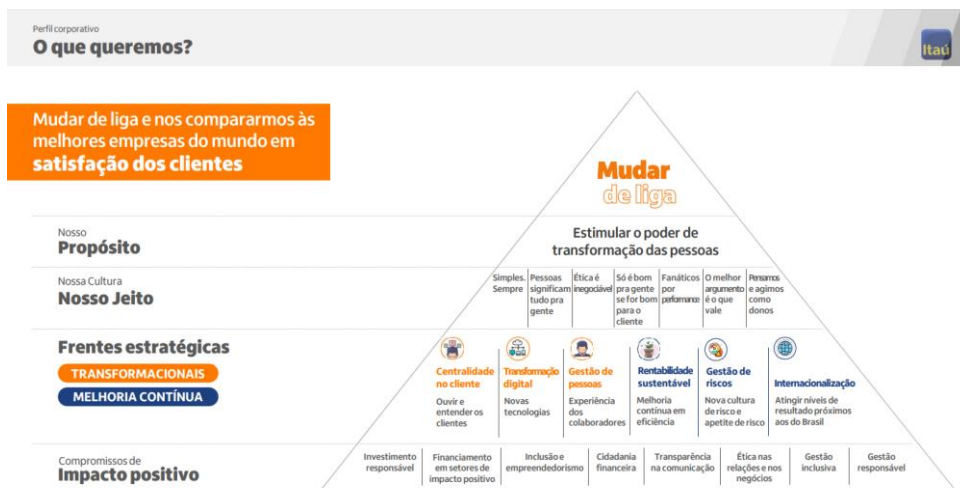 Perfil corporativo
O que queremos?
Itaú
Mudar de liga e nos compararmos às
melhores empresas do mundo em
satisfação dos clientes
Mudar
de liga
Nosso
Propósito
Estimular o poder de
transformação das pessoas
Nossa Cultura
Nosso Jeito
Simples.
Sempre
Pessoas
significam
tudo pra
gente
Ética é
inegociável
Só é bom
pra gente
se for bom
para o
cliente
Fanáticos
por
performance
O melhor
argumento
é o que
vale
Pensamos
e agimos
como
donos
Frentes estratégicas
TRANSFORMACIONAIS
MELHORIA CONTÍNUA
Centralidade
no cliente
Ouvir e
entender os
clientes
Transformação
digital
Novas
tecnologias
Gestão de
pessoas
Experiência
dos
colaboradores
Rentabilidade
sustentável
Melhoria
contínua em
eficiência
Gestão de
riscos
Nova cultura
de risco e
apetite de risco
Internacionalização
Atingir níveis de
resultado próximos
aos do Brasil
Compromissos de
Impacto positivo
Investimento
responsável
Financiamento
em setores de
impacto positivo
Inclusão e
empreendedorismo
Cidadania
financeira
Transparência
na comunicação
Ética nas
relações e nos
negócios
Gestão
inclusiva
Gestão
responsável